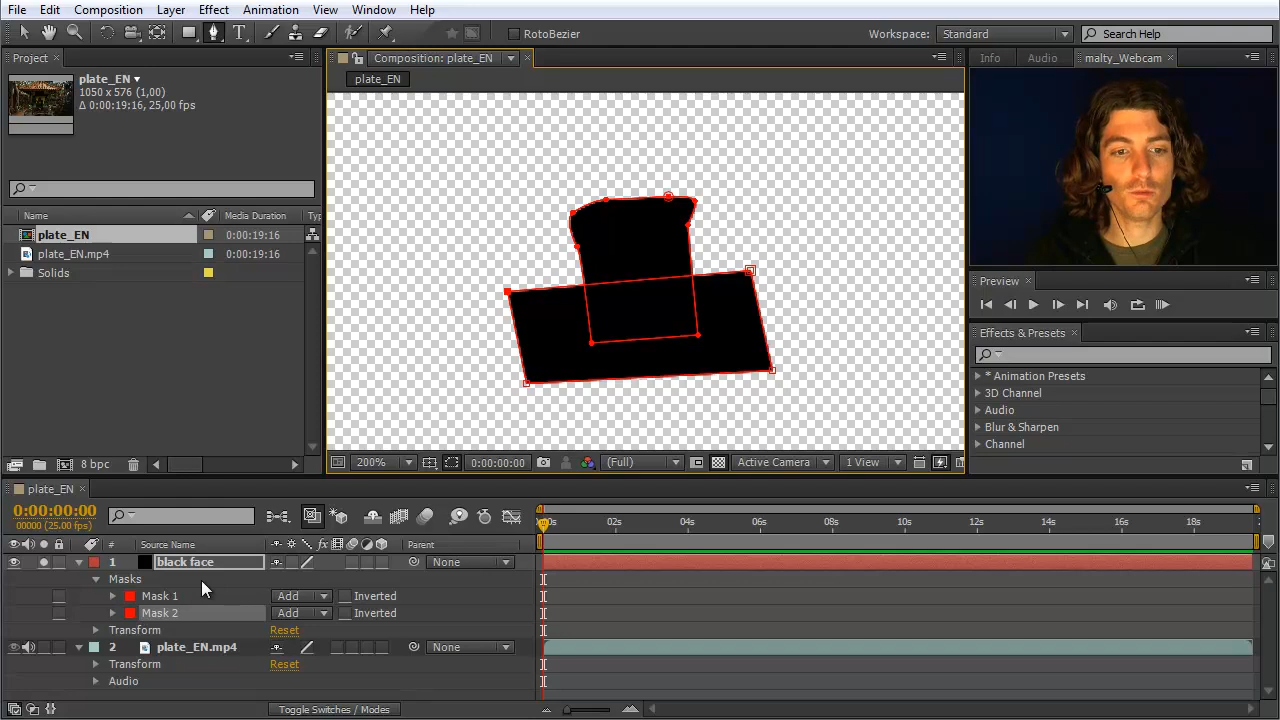 File Edit Composition Layer Effect Animation View Window Help
RotoBezier Workspace: Standard Search Help
Project Composition: plate_EN Info Audio malty_Webcam
plate_EN
1050 x 576 (1,00)
Δ 0:00:19:16, 25,00 fps
plate_EN
Name Media Duration Typ
plate_EN 0:00:19:16
plate_EN.mp4 0:00:19:16
Solids
Preview
Effects & Presets
* Animation Presets
3D Channel
Audio
Blur & Sharpen
Channel
8 bpc 200% 0:00:00:00 (Full) Active Camera 1 View
plate_EN
0:00:00:00
00000 (25.00 fps)
02s 04s 06s 08s 10s 12s 14s 16s 18s
# Source Name fx Parent
1 black face None
Masks
Mask 1 Add Inverted
Mask 2 Add Inverted
Transform Reset
2 plate_EN.mp4 None
Transform Reset
Audio
Toggle Switches / Modes